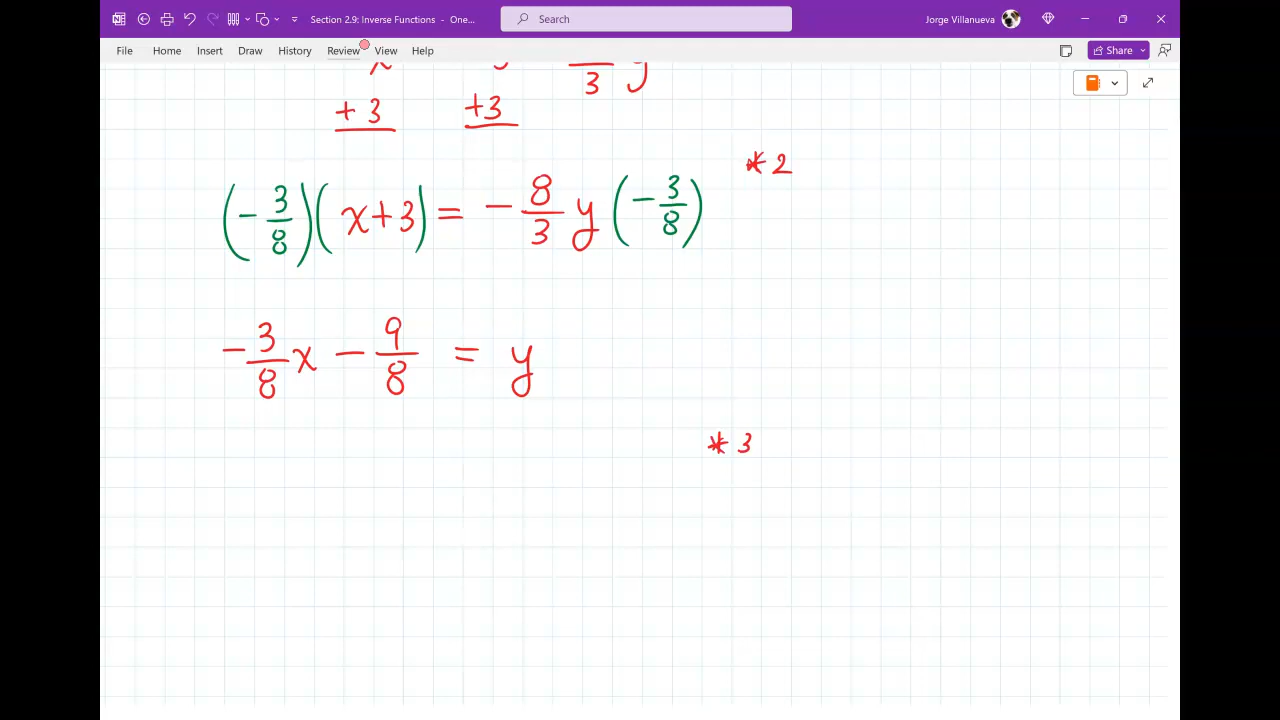 Section 2.9: Inverse Functions - One...
Search
Jorge Villanueva
File Home Insert Draw History Review View Help
Share
x 3 y
+3 +3
* 2
(-3/8)(x+3) = -8/3 y (-3/8)
-3/8 x - 9/8 = y
* 3